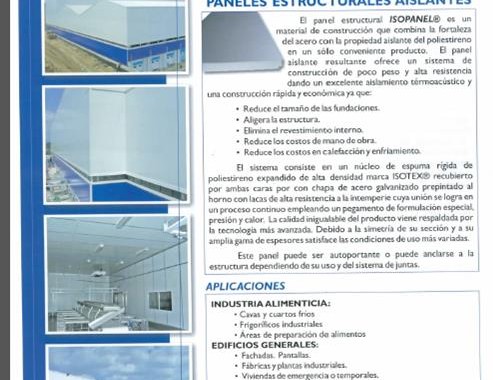 PANELES ESTRUCTURALES AISLANTES
El panel estructural ISOPANEL® es un
material de construcción que combina la fortaleza
del acero con la propiedad aislante del poliestireno
en un sólo conveniente producto. El panel
aislante resultante ofrece un sistema de
construcción de poco peso y alta resistencia
dando un excelente aislamiento térmoacústico y
una construcción rápida y económica ya que:
• Reduce el tamaño de las fundaciones.
• Aligera la estructura.
• Elimina el revestimiento interno.
• Reduce los costos de mano de obra.
• Reduce los costos en calefacción y enfriamiento.
El sistema consiste en un núcleo de espuma rígida de
poliestireno expandido de alta densidad marca ISOTEX® recubierto
por ambas caras por con chapa de acero galvanizado prepintado al
horno con lacas de alta resistencia a la intemperie cuya unión se logra en
un proceso continuo empleando un pegamento de formulación especial,
presión y calor. La calidad inigualable del producto viene respaldada por
la tecnología más avanzada. Debido a la simetría de su sección y a su
amplia gama de espesores satisface las condiciones de uso más variadas.
Este panel puede ser autoportante o puede anclarse a la
estructura dependiendo de su uso y del sistema de juntas.
APLICACIONES
INDUSTRIA ALIMENTICIA:
• Cavas y cuartos fríos
• Frigoríficos industriales
• Áreas de preparación de alimentos
EDIFICIOS GENERALES:
• Fachadas. Pantallas.
• Fábricas y plantas industriales.
• Viviendas de emergencia o temporales.